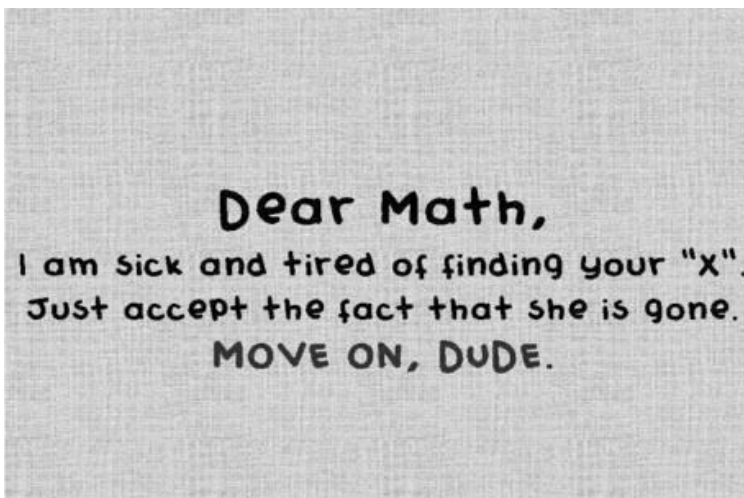 Dear Math,
I am sick and tired of finding your "X".
Just accept the fact that she is gone.
MOVE ON, DUDE.